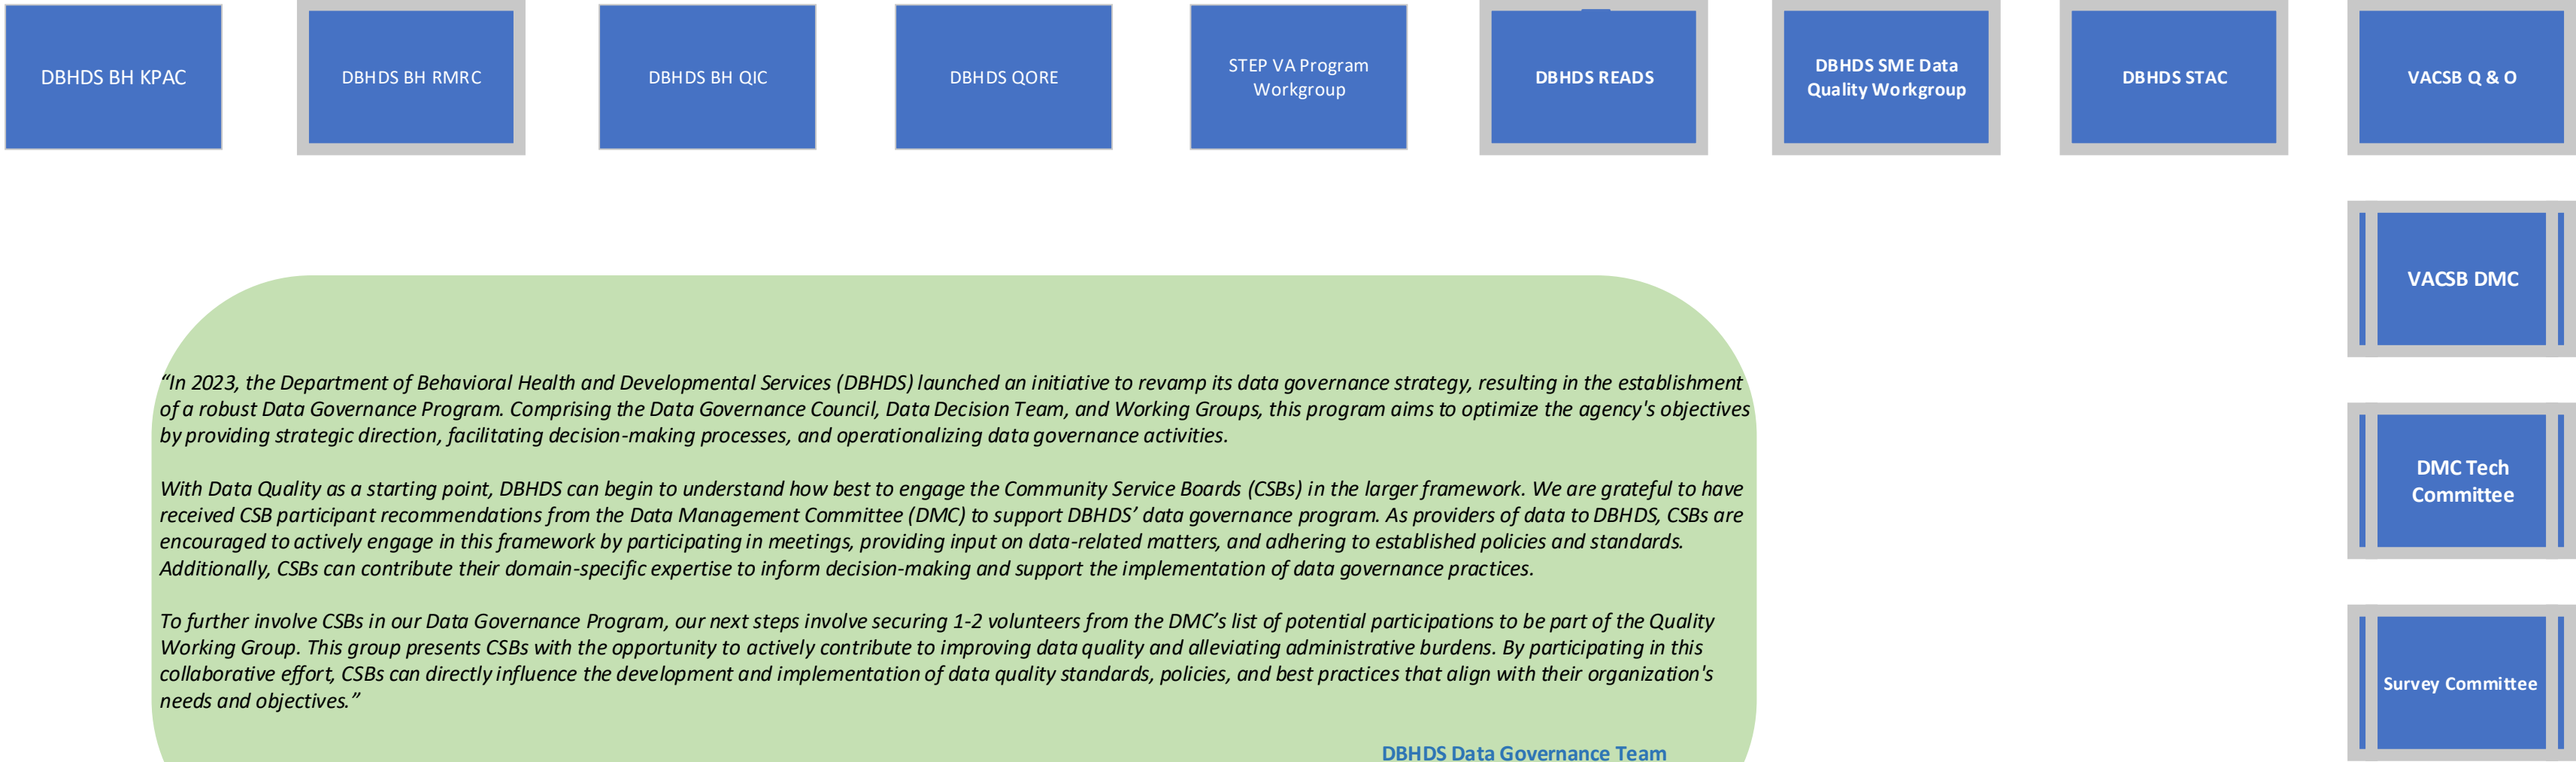 DBHDS BH KPAC
DBHDS BH RMRC
DBHDS BH QIC
DBHDS QORE
STEP VA Program
Workgroup
DBHDS READS
DBHDS SME Data
Quality Workgroup
DBHDS STAC
VACSB Q & O
VACSB DMC
DMC Tech
Committee
Survey Committee
“In 2023, the Department of Behavioral Health and Developmental Services (DBHDS) launched an initiative to revamp its data governance strategy, resulting in the establishment
of a robust Data Governance Program. Comprising the Data Governance Council, Data Decision Team, and Working Groups, this program aims to optimize the agency's objectives
by providing strategic direction, facilitating decision-making processes, and operationalizing data governance activities.
With Data Quality as a starting point, DBHDS can begin to understand how best to engage the Community Service Boards (CSBs) in the larger framework. We are grateful to have
received CSB participant recommendations from the Data Management Committee (DMC) to support DBHDS’ data governance program. As providers of data to DBHDS, CSBs are
encouraged to actively engage in this framework by participating in meetings, providing input on data-related matters, and adhering to established policies and standards.
Additionally, CSBs can contribute their domain-specific expertise to inform decision-making and support the implementation of data governance practices.
To further involve CSBs in our Data Governance Program, our next steps involve securing 1-2 volunteers from the DMC’s list of potential participations to be part of the Quality
Working Group. This group presents CSBs with the opportunity to actively contribute to improving data quality and alleviating administrative burdens. By participating in this
collaborative effort, CSBs can directly influence the development and implementation of data quality standards, policies, and best practices that align with their organization's
needs and objectives.”
DBHDS Data Governance Team